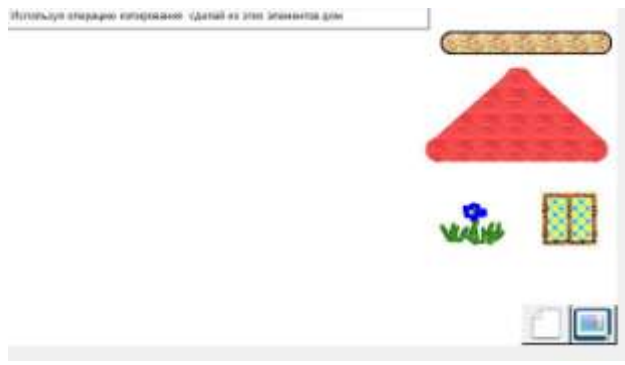 Используя операцию копирования сделай из этих элементов дом